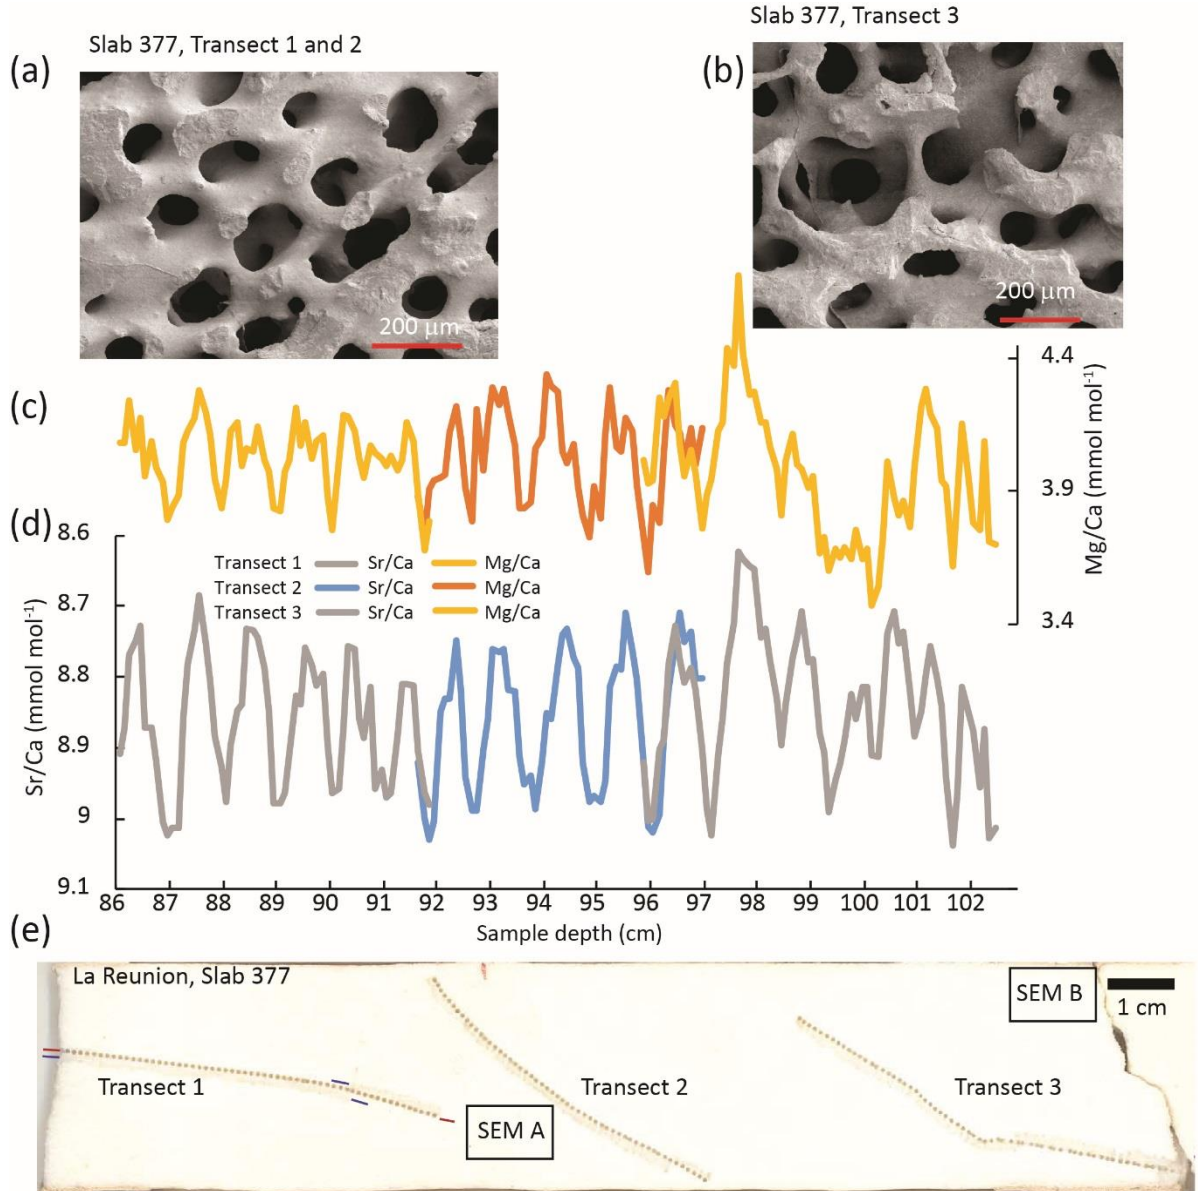 Slab 377, Transect 1 and 2
Slab 377, Transect 3
(a)
(b)
200 µm
200 µm
(c)
4.4
3.9
3.4
Mg/Ca (mmol mol⁻¹)
(d)
8.6
8.7
8.8
8.9
9
9.1
Sr/Ca (mmol mol⁻¹)
Transect 1 Sr/Ca Mg/Ca
Transect 2 Sr/Ca Mg/Ca
Transect 3 Sr/Ca Mg/Ca
86 87 88 89 90 91 92 93 94 95 96 97 98 99 100 101 102
Sample depth (cm)
(e)
La Reunion, Slab 377
SEM B
1 cm
Transect 1
Transect 2
Transect 3
SEM A